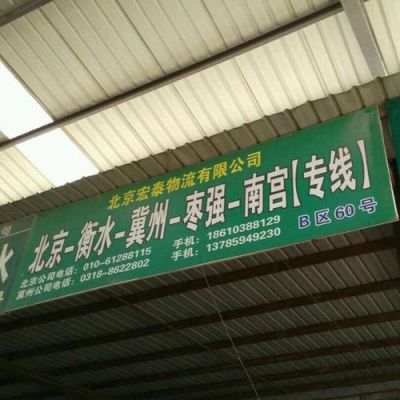 北京宏泰物流有限公司
北京-衡水-冀州-枣强-南宫【专线】
北京公司电话：010-61288115 手机：18610388129
冀州公司电话：0318-8622802 手机：13785949230
B区60号